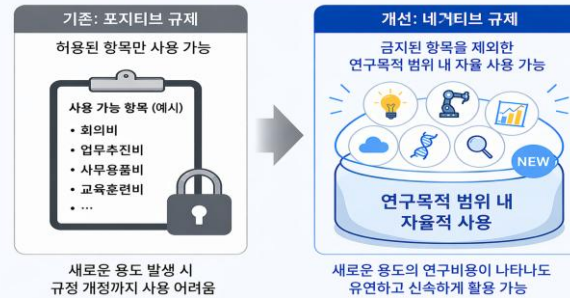 기존: 포지티브 규제
허용된 항목만 사용 가능
사용 가능 항목 (예시)
• 회의비
• 업무추진비
• 사무용품비
• 교육훈련비
• ...
새로운 용도 발생 시
규정 개정까지 사용 어려움
개선: 네거티브 규제
금지된 항목을 제외한
연구목적 범위 내 자율 사용 가능
NEW
연구목적 범위 내
자율적 사용
새로운 용도의 연구비용이 나타나도
유연하고 신속하게 활용 가능